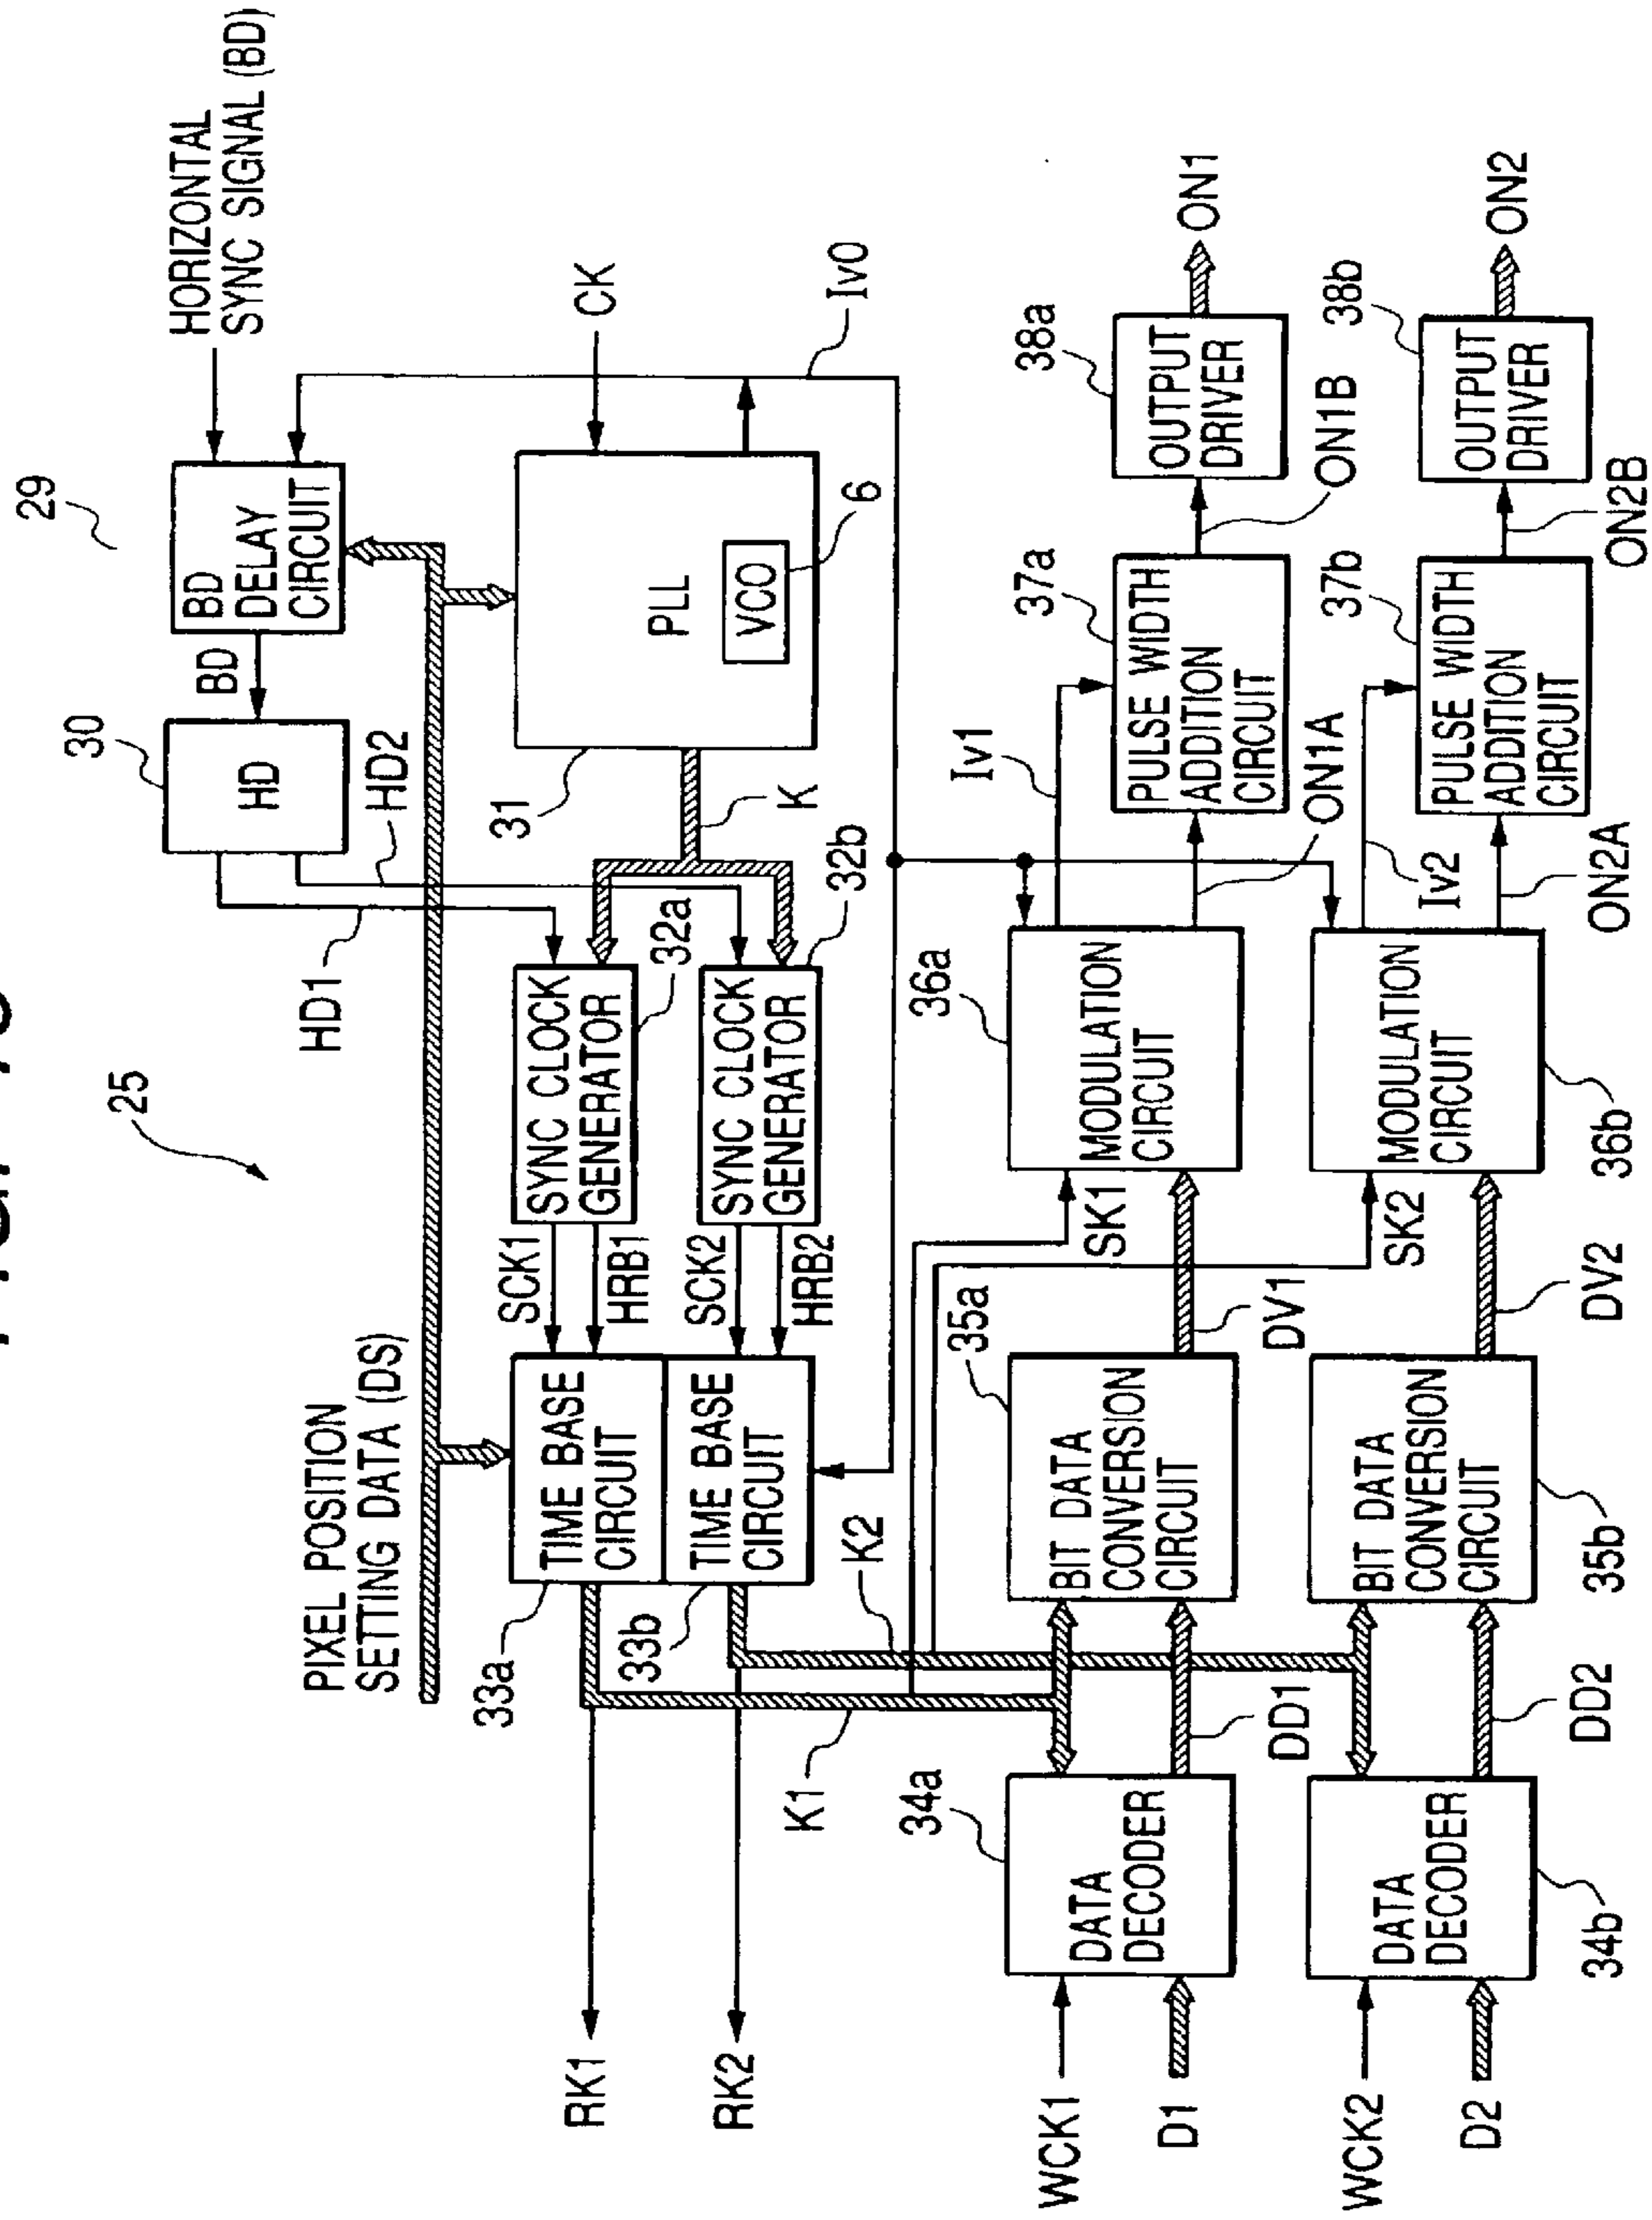 25
29
HORIZONTAL
SYNC SIGNAL (BD)
BD
DELAY
CIRCUIT
BD
30
HD
HD1
HD2
PIXEL POSITION
SETTING DATA (DS)
CK
PLL
VCO
6
31
Iv0
K
32a
SYNC CLOCK
GENERATOR
32b
SYNC CLOCK
GENERATOR
SCK1
HRB1
SCK2
HRB2
33a
TIME BASE
CIRCUIT
33b
TIME BASE
CIRCUIT
RK1
RK2
K1
K2
WCK1
D1
34a
DATA
DECODER
DD1
35a
BIT DATA
CONVERSION
CIRCUIT
DV1
SK1
36a
MODULATION
CIRCUIT
Iv1
ON1A
37a
PULSE WIDTH
ADDITION
CIRCUIT
ON1B
38a
OUTPUT
DRIVER
ON1
WCK2
D2
34b
DATA
DECODER
DD2
35b
BIT DATA
CONVERSION
CIRCUIT
DV2
SK2
36b
MODULATION
CIRCUIT
Iv2
ON2A
37b
PULSE WIDTH
ADDITION
CIRCUIT
ON2B
38b
OUTPUT
DRIVER
ON2